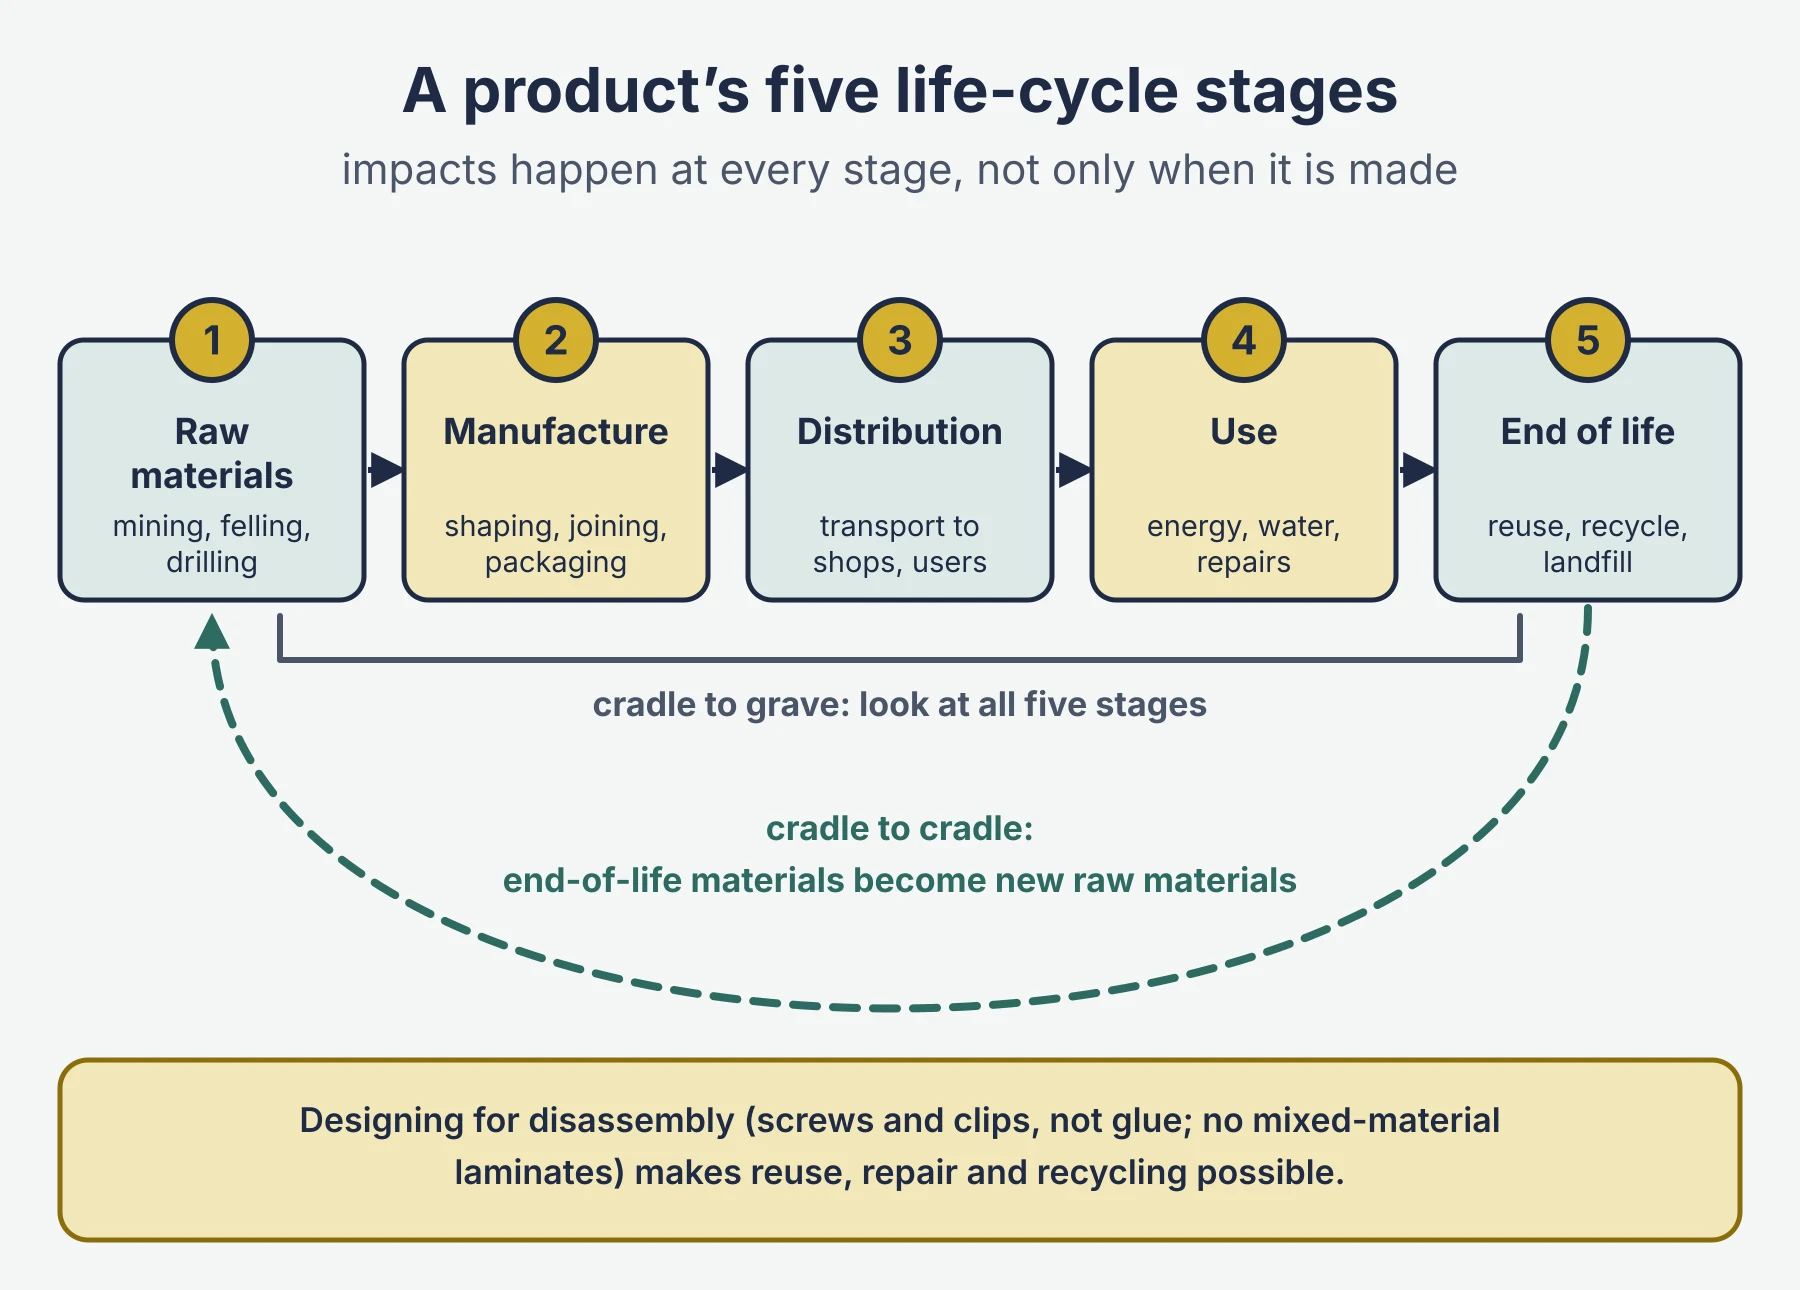 A product’s five life-cycle stages
impacts happen at every stage, not only when it is made
1
Raw
materials
mining, felling,
drilling
2
Manufacture
shaping, joining,
packaging
3
Distribution
transport to
shops, users
4
Use
energy, water,
repairs
5
End of life
reuse, recycle,
landfill
cradle to grave: look at all five stages
cradle to cradle:
end-of-life materials become new raw materials
Designing for disassembly (screws and clips, not glue; no mixed-material
laminates) makes reuse, repair and recycling possible.